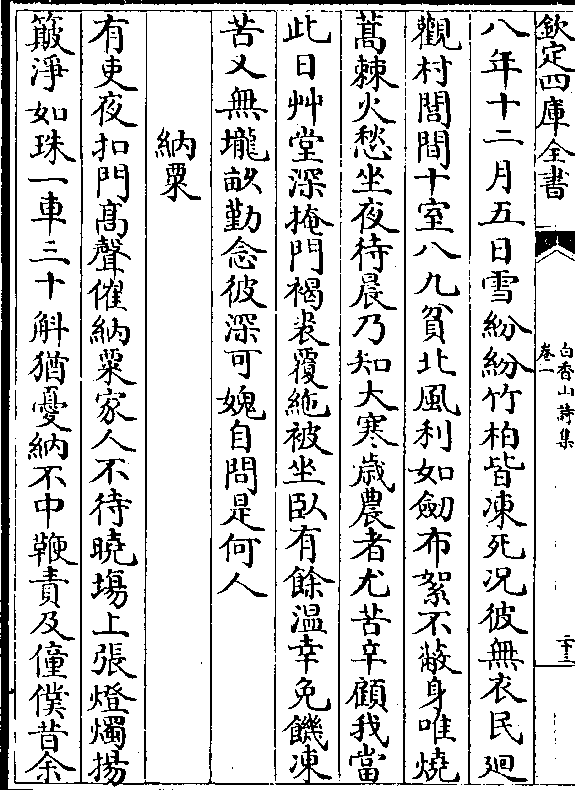 欽定四庫全書
白香山詩集
卷一
二十三
八年十二月五日雪紛紛竹柏皆凍死况彼無衣民廻
觀村閭間十室八九貧北風利如劒布絮不蔽身唯燒
蒿棘火愁坐夜待晨乃知大寒歲農者尤苦辛顧我當
此日艸堂深掩門褐裘覆絁被坐臥有餘温幸免饑凍
苦又無壠畝勤念彼深可媿自問是何人
納粟
有吏夜扣門髙聲催納粟家人不待曉塲上張燈燭揚
簸淨如珠一車三十斛猶憂納不中鞭責及僮僕昔余